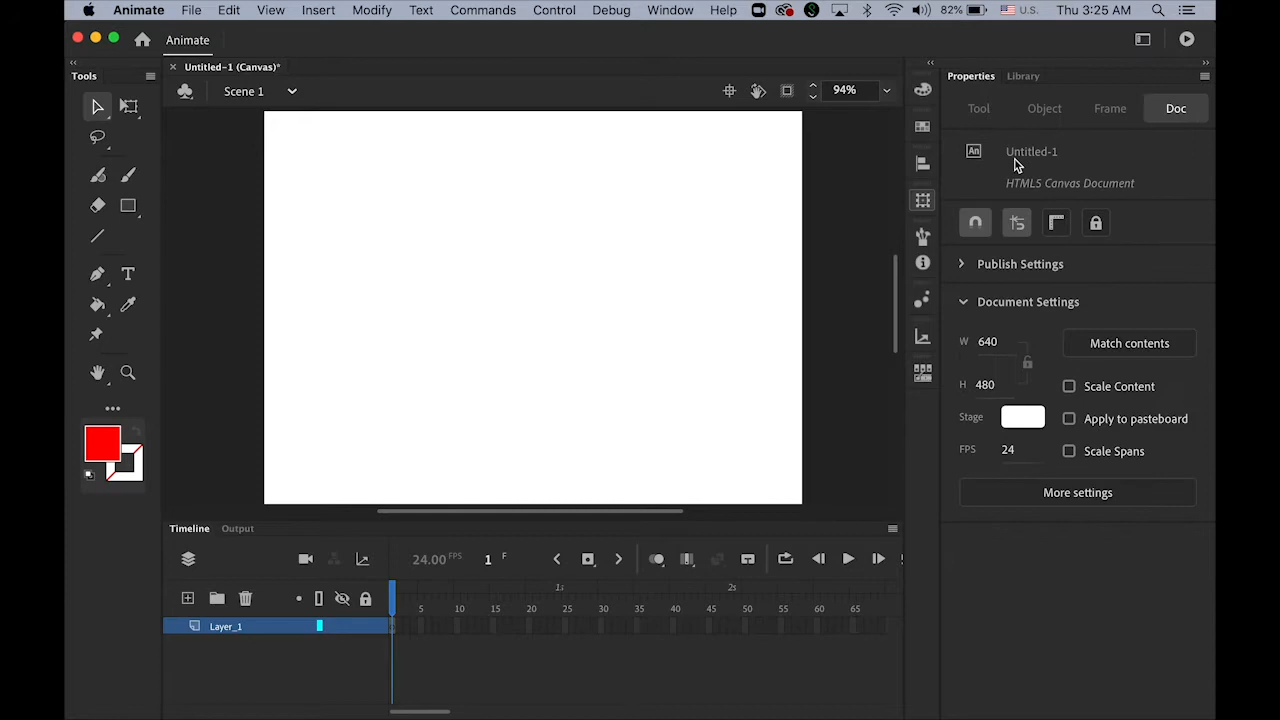 Animate File Edit View Insert Modify Text Commands Control Debug Window Help 82% U.S. Thu 3:25 AM
Animate
Untitled-1 (Canvas)*
Tools
Scene 1
94%
Properties Library
Tool Object Frame Doc
An Untitled-1
HTML5 Canvas Document
Publish Settings
Document Settings
W 640 Match contents
H 480 Scale Content
Stage Apply to pasteboard
FPS 24 Scale Spans
More settings
T
Timeline Output
24.00 FPS 1 F
1s 2s
5 10 15 20 25 30 35 40 45 50 55 60 65
Layer_1